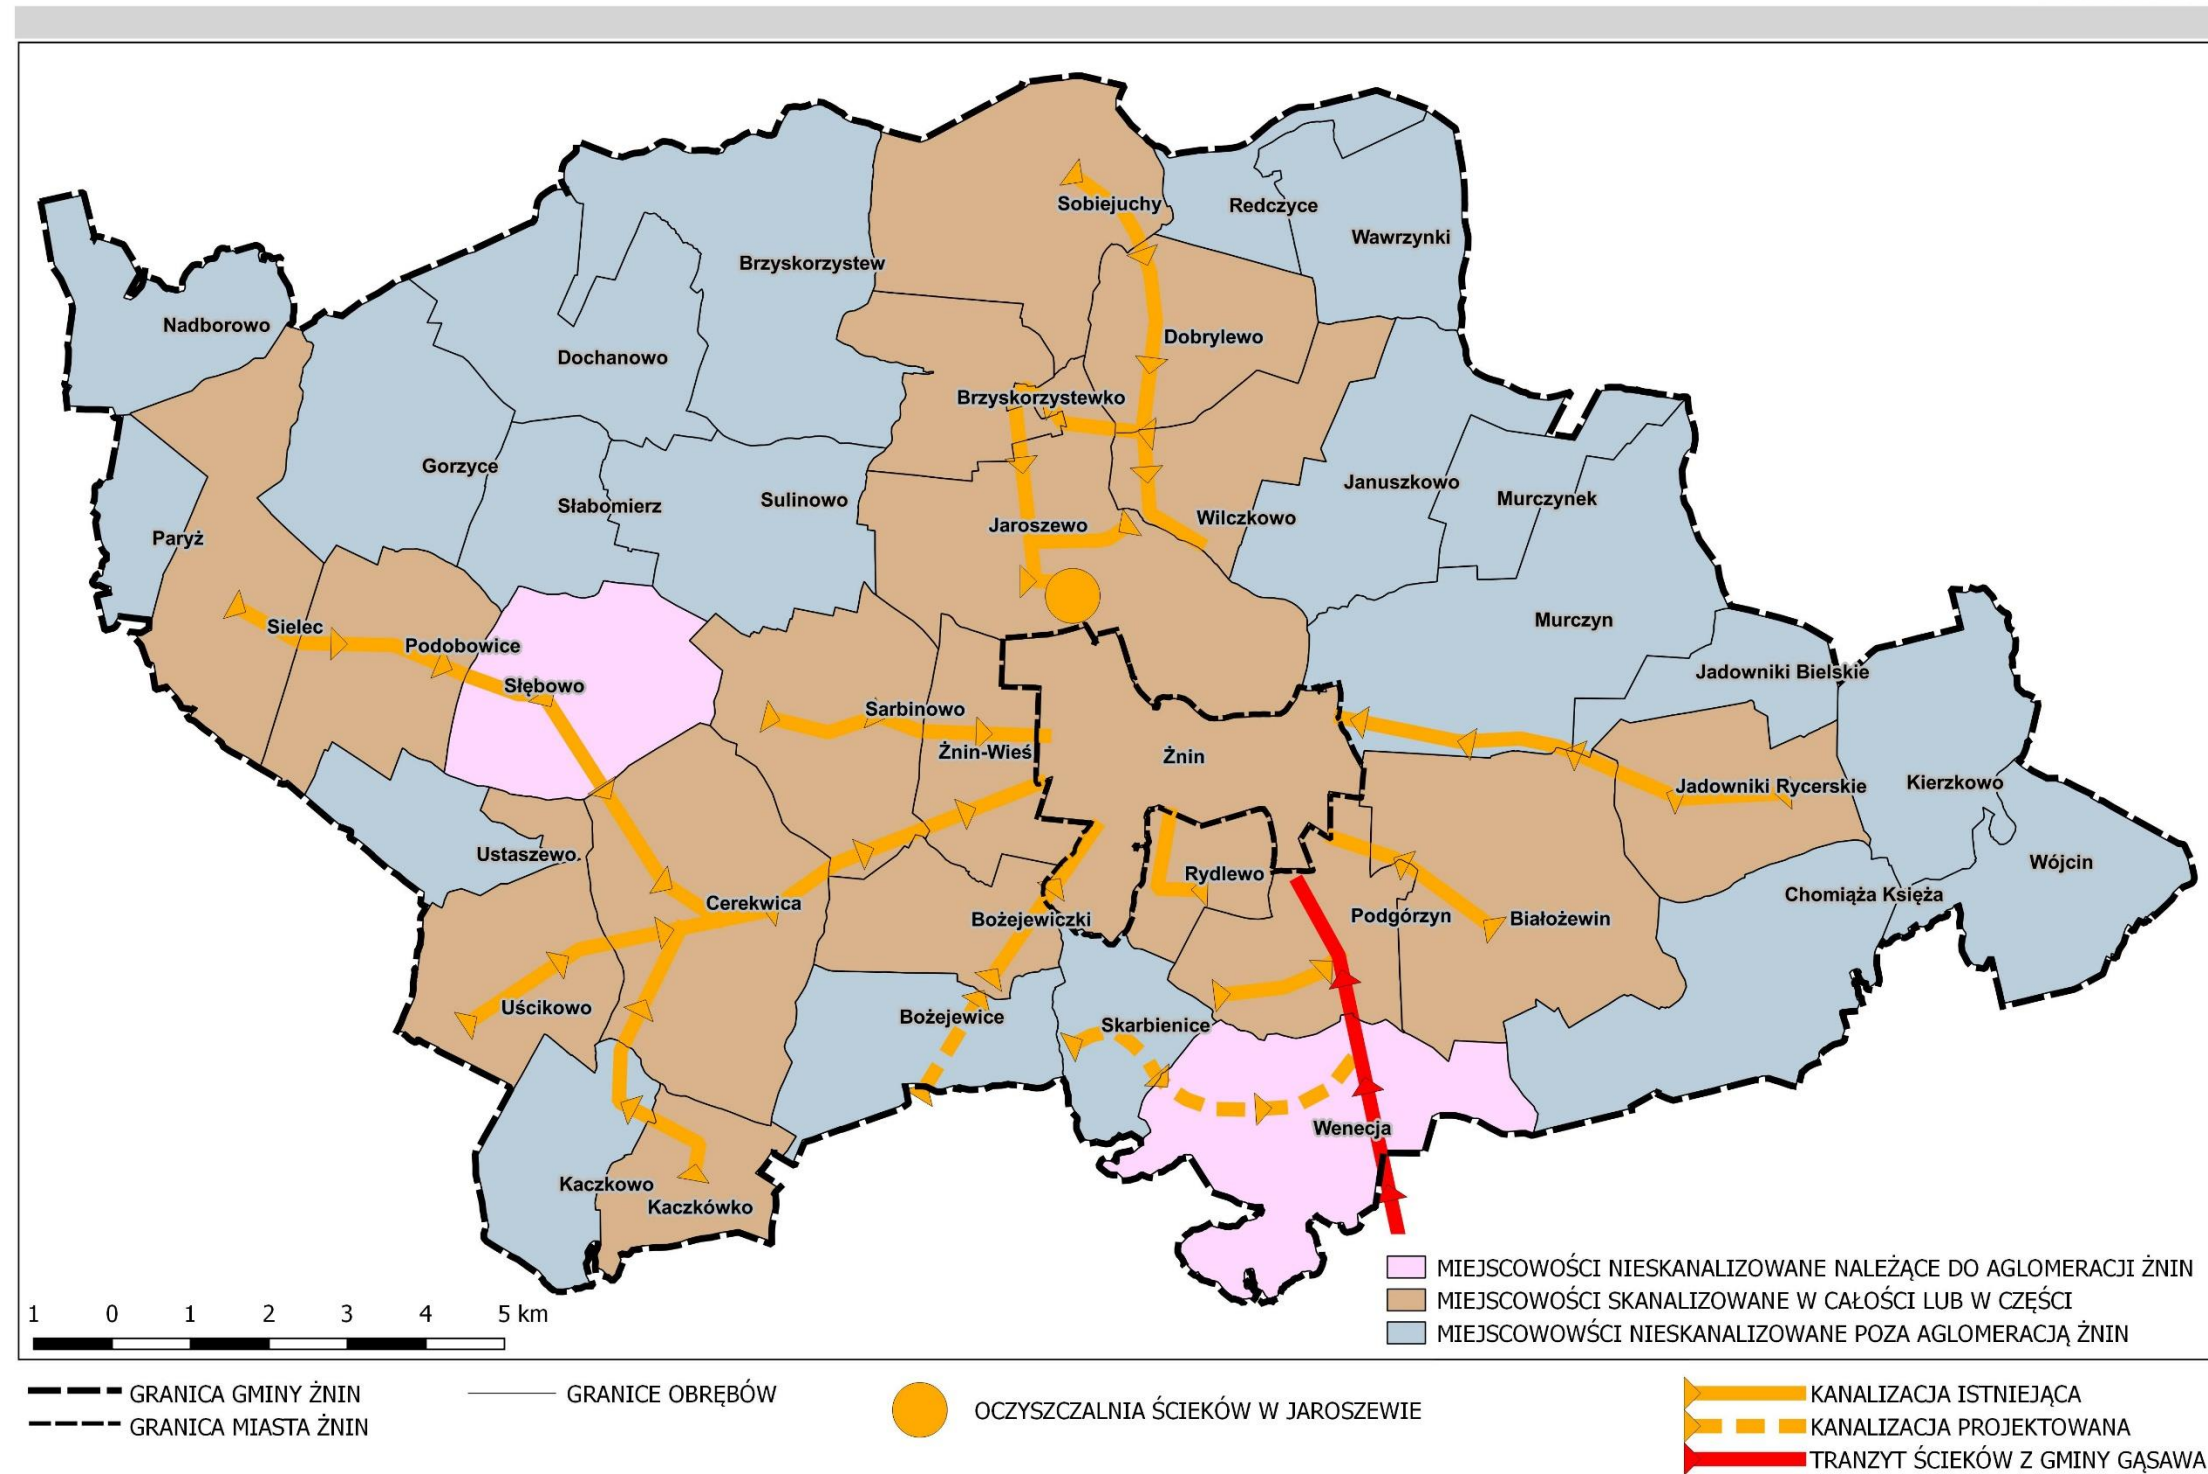 Sobiejuchy
Redczyce
Wawrzynki
Brzyskorzystew
Nadborowo
Dochanowo
Dobrylewo
Brzyskorzystewko
Gorzyce
Słabomierz
Sulinowo
Januszkowo
Murczynek
Jaroszewo
Wilczkowo
Paryż
Sielec
Podobowice
Murczyn
Słębowo
Jadowniki Bielskie
Sarbinowo
Żnin-Wieś
Żnin
Jadowniki Rycerskie
Kierzkowo
Ustaszewo
Wójcin
Rydlewo
Chomiąża Księża
Cerekwica
Bożejewiczki
Podgórzyn
Białożewin
Uścikowo
Bożejewice
Skarbienice
Wenecja
Kaczkowo
Kaczkówko
MIEJSCOWOŚCI NIESKANALIZOWANE NALEŻĄCE DO AGLOMERACJI ŻNIN
MIEJSCOWOŚCI SKANALIZOWANE W CAŁOŚCI LUB W CZĘŚCI
MIEJSCOWOWŚCI NIESKANALIZOWANE POZA AGLOMERACJĄ ŻNIN
1 0 1 2 3 4 5 km
GRANICA GMINY ŻNIN
GRANICA MIASTA ŻNIN
GRANICE OBRĘBÓW
OCZYSZCZALNIA ŚCIEKÓW W JAROSZEWIE
KANALIZACJA ISTNIEJĄCA
KANALIZACJA PROJEKTOWANA
TRANZYT ŚCIEKÓW Z GMINY GĄSAWA